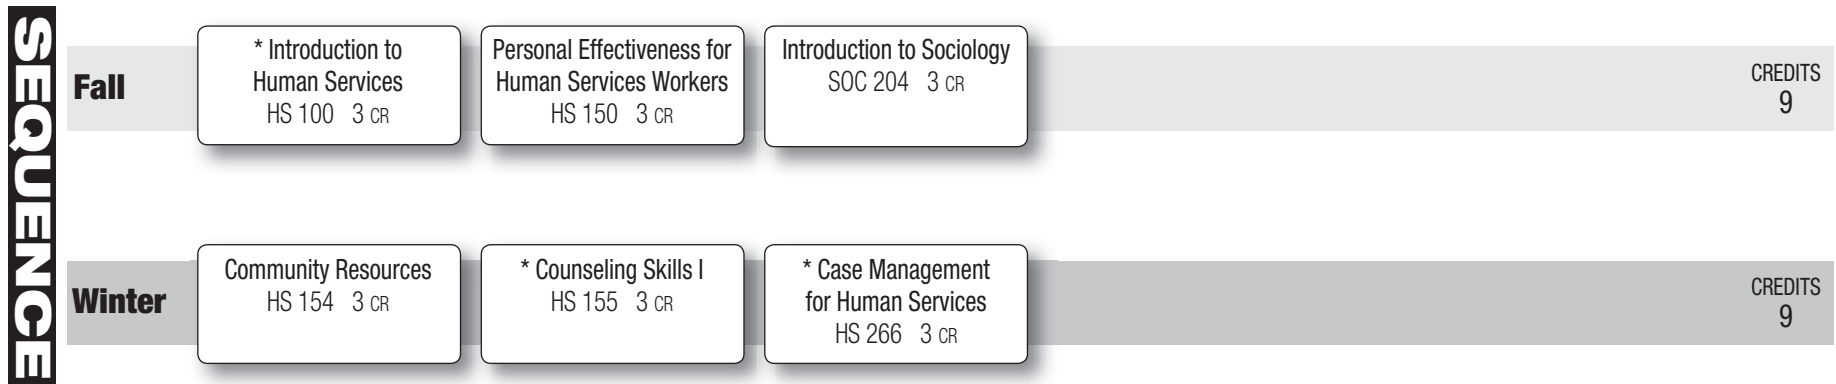 SEQUENCE
Fall
* Introduction to
Human Services
HS 100 3 CR
Personal Effectiveness for
Human Services Workers
HS 150 3 CR
Introduction to Sociology
SOC 204 3 CR
CREDITS
9
Winter
Community Resources
HS 154 3 CR
* Counseling Skills I
HS 155 3 CR
* Case Management
for Human Services
HS 266 3 CR
CREDITS
9